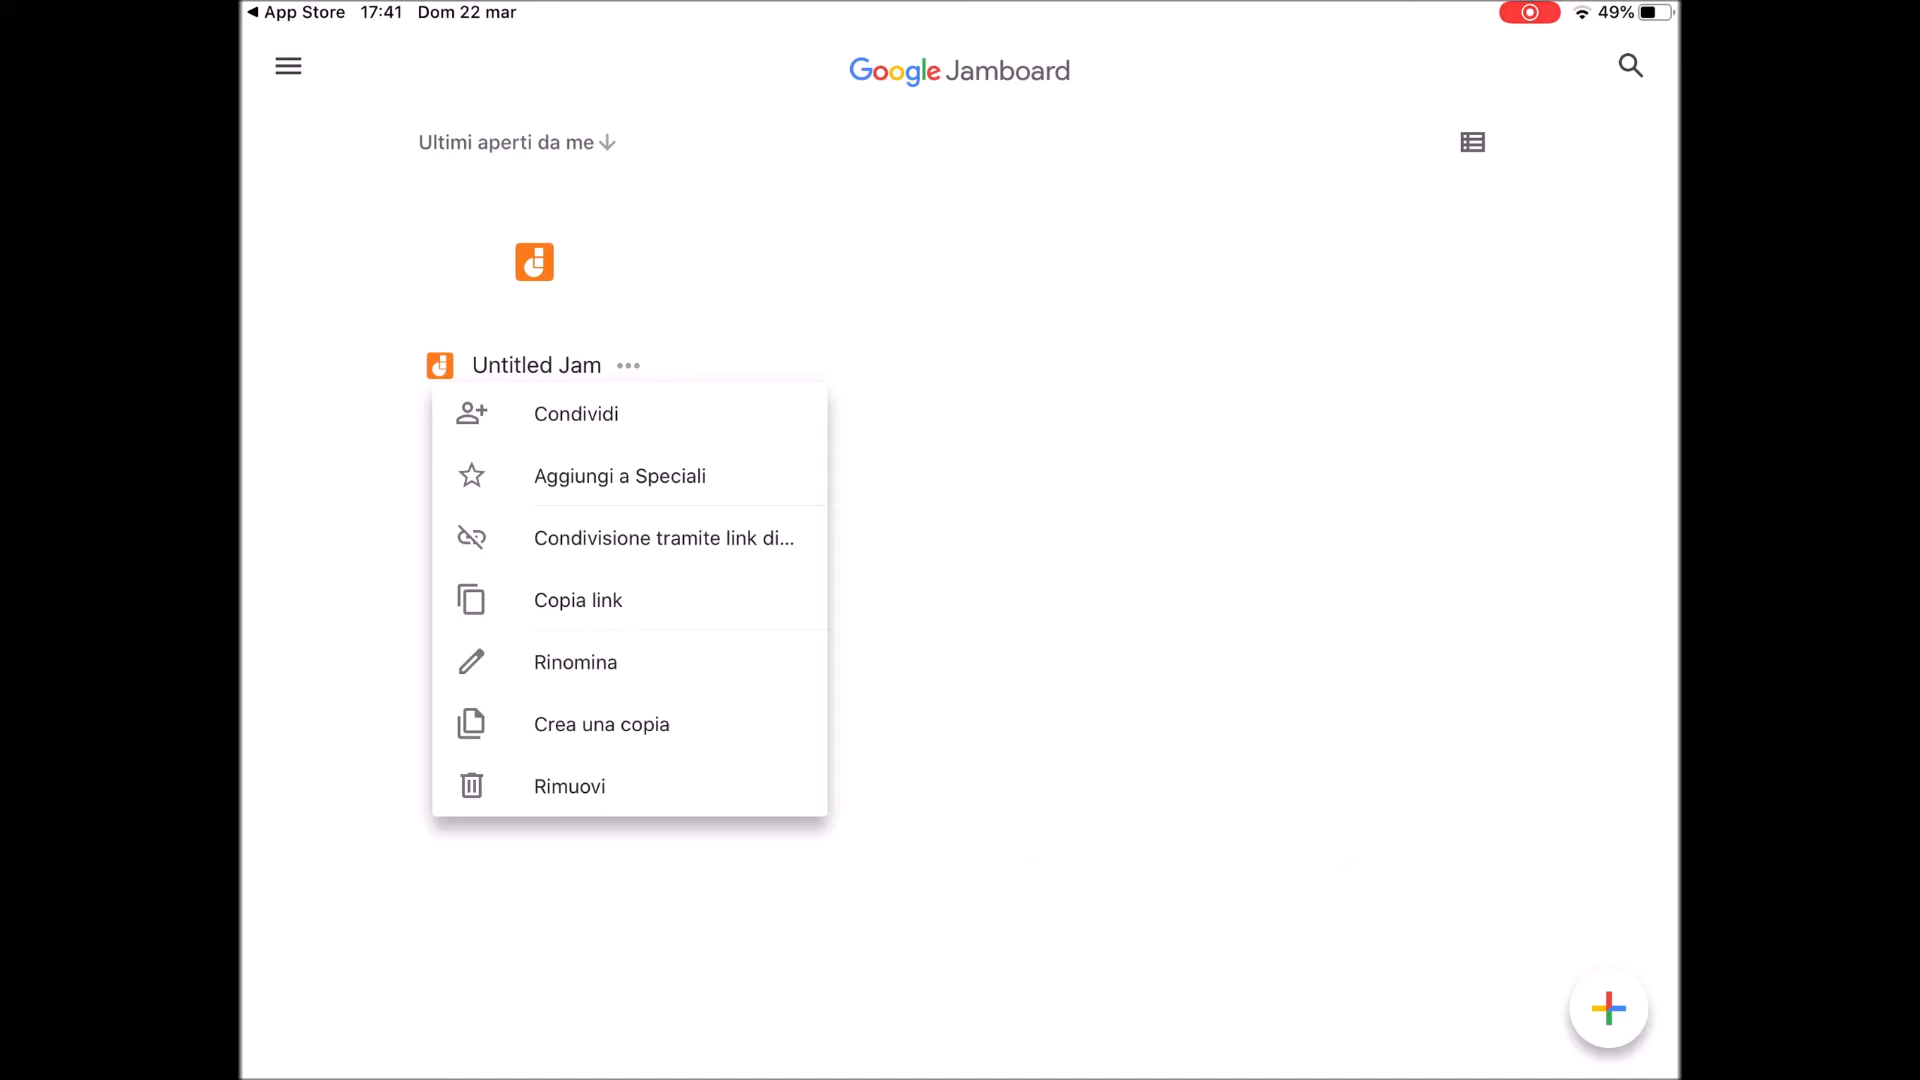 App Store 17:41 Dom 22 mar 49%
Google Jamboard
Ultimi aperti da me
Untitled Jam
Condividi
Aggiungi a Speciali
Condivisione tramite link di...
Copia link
Rinomina
Crea una copia
Rimuovi